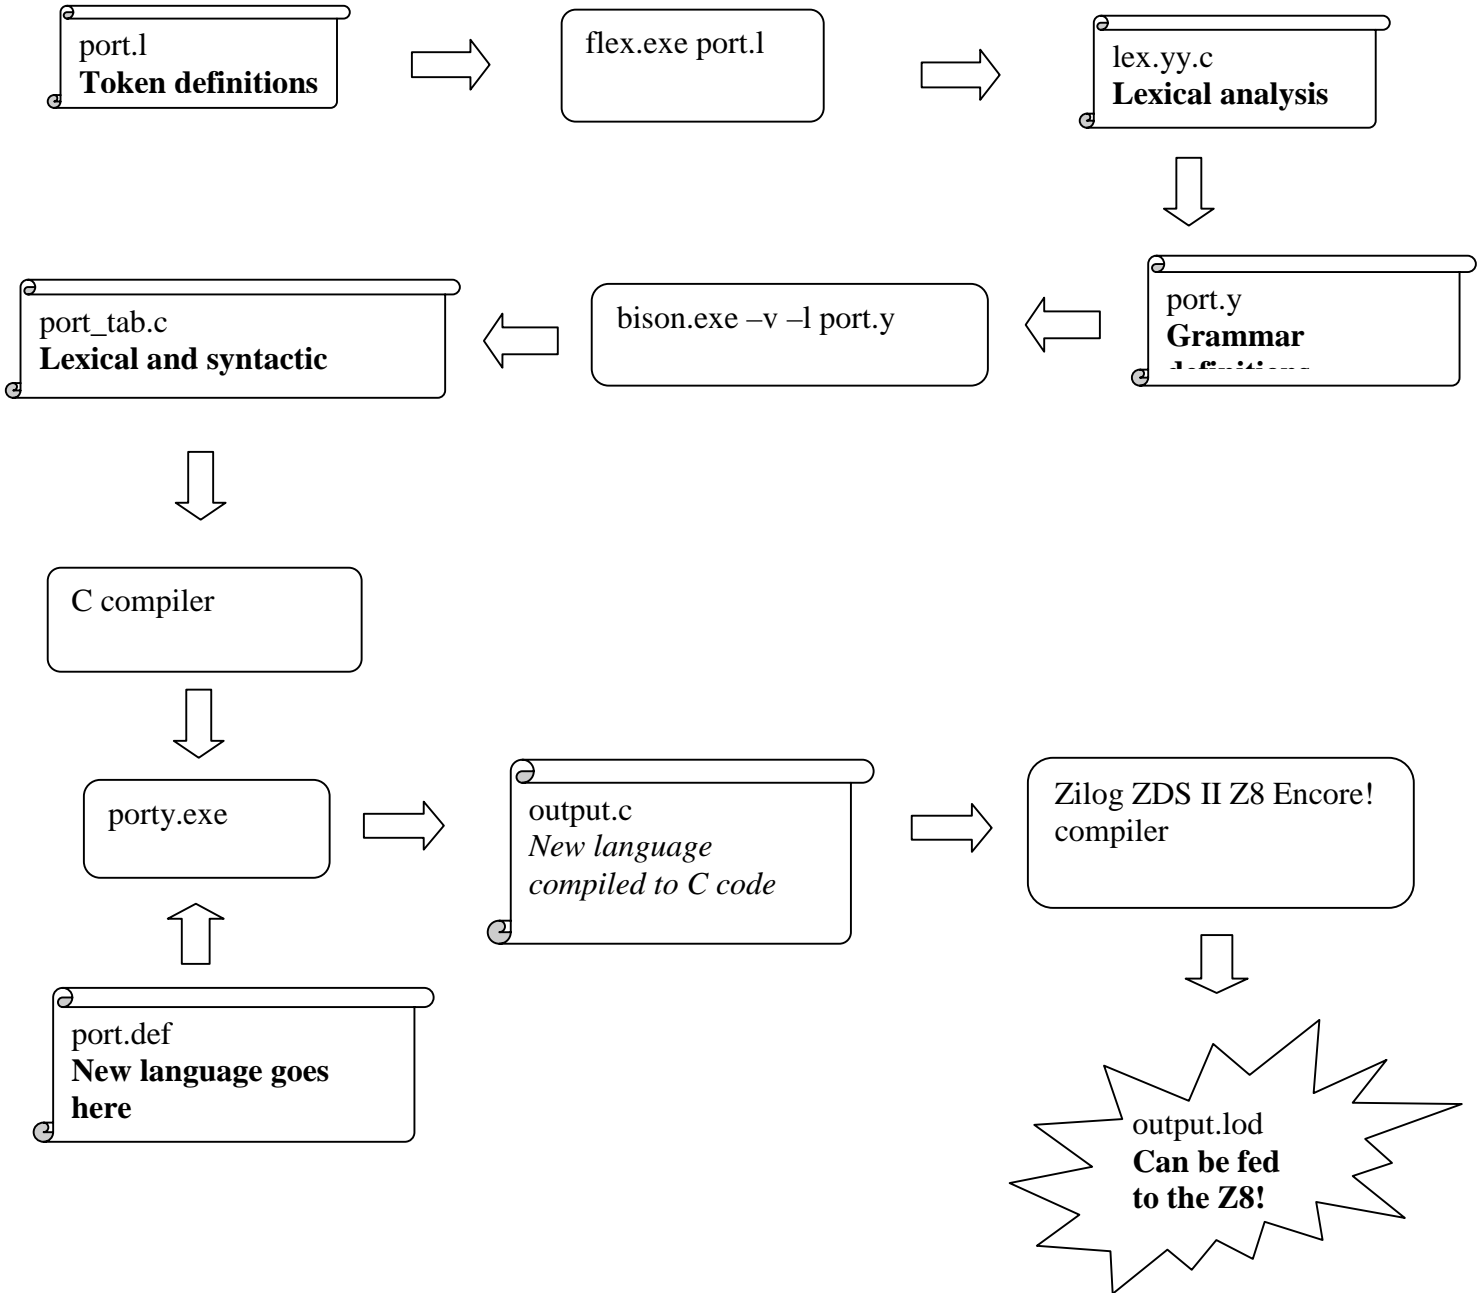 port.l
Token definitions
flex.exe port.l
lex.yy.c
Lexical analysis
port_tab.c
Lexical and syntactic
bison.exe –v –l port.y
port.y
Grammar
definitions
C compiler
porty.exe
output.c
New language
compiled to C code
Zilog ZDS II Z8 Encore!
compiler
port.def
New language goes
here
output.lod
Can be fed
to the Z8!